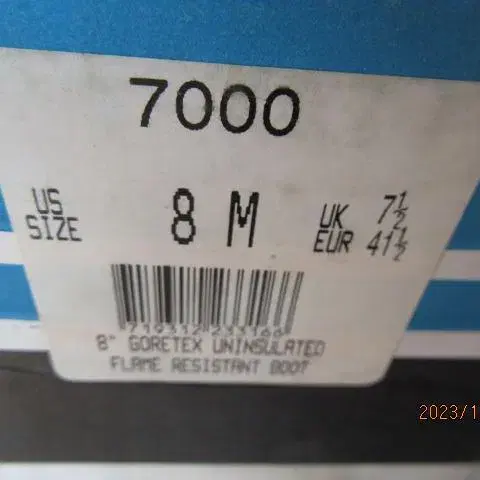 7000
US SIZE 8 M UK 7½ EUR 41½
719312 233166
8" GORETEX UNINSULATED
FLAME RESISTANT BOOT
2023/1